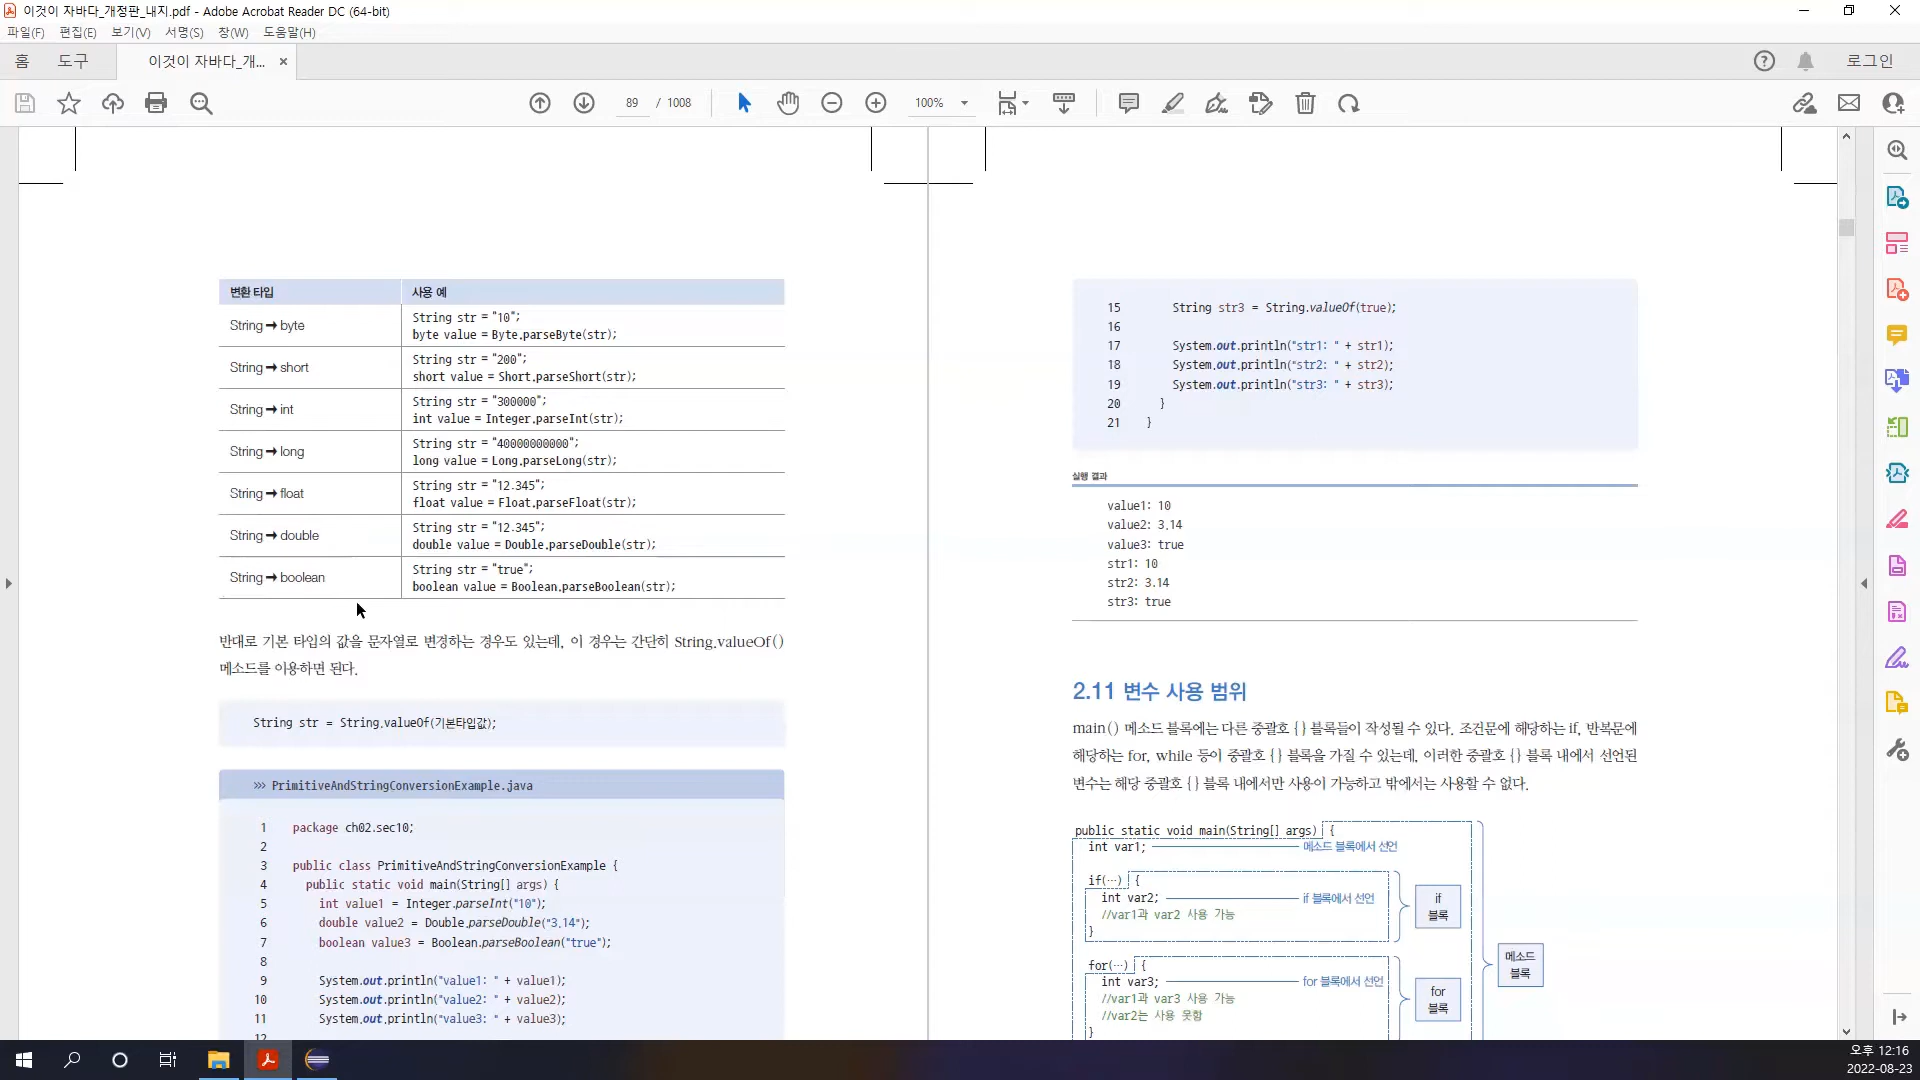 이것이 자바다_개정판_내지.pdf - Adobe Acrobat Reader DC (64-bit)
파일(F) 편집(E) 보기(V) 서명(S) 창(W) 도움말(H)
홈 도구 이것이 자바다_개... × 로그인
89 / 1008 100%
변환 타입 사용 예
String ➞ byte
String str = "10";
byte value = Byte.parseByte(str);
String ➞ short
String str = "200";
short value = Short.parseShort(str);
String ➞ int
String str = "300000";
int value = Integer.parseInt(str);
String ➞ long
String str = "40000000000";
long value = Long.parseLong(str);
String ➞ float
String str = "12.345";
float value = Float.parseFloat(str);
String ➞ double
String str = "12.345";
double value = Double.parseDouble(str);
String ➞ boolean
String str = "true";
boolean value = Boolean.parseBoolean(str);
반대로 기본 타입의 값을 문자열로 변경하는 경우도 있는데, 이 경우는 간단히 String.valueOf()
메소드를 이용하면 된다.
String str = String.valueOf(기본타입값);
>>> PrimitiveAndStringConversionExample.java
1 package ch02.sec10;
2
3 public class PrimitiveAndStringConversionExample {
4 public static void main(String[] args) {
5 int value1 = Integer.parseInt("10");
6 double value2 = Double.parseDouble("3.14");
7 boolean value3 = Boolean.parseBoolean("true");
8
9 System.out.println("value1: " + value1);
10 System.out.println("value2: " + value2);
11 System.out.println("value3: " + value3);
12
15 String str3 = String.valueOf(true);
16
17 System.out.println("str1: " + str1);
18 System.out.println("str2: " + str2);
19 System.out.println("str3: " + str3);
20 }
21 }
실행 결과
value1: 10
value2: 3.14
value3: true
str1: 10
str2: 3.14
str3: true
2.11 변수 사용 범위
main() 메소드 블록에는 다른 중괄호 {} 블록들이 작성될 수 있다. 조건문에 해당하는 if, 반복문에
해당하는 for, while 등이 중괄호 {} 블록을 가질 수 있는데, 이러한 중괄호 {} 블록 내에서 선언된
변수는 해당 중괄호 {} 블록 내에서만 사용이 가능하고 밖에서는 사용할 수 없다.
public static void main(String[] args) {
int var1; 메소드 블록에서 선언
if(…) {
int var2; if 블록에서 선언
//var1과 var2 사용 가능
}
if
블록
for(…) {
int var3; for 블록에서 선언
//var1과 var3 사용 가능
//var2는 사용 못함
}
for
블록
메소드
블록
오후 12:16
2022-08-23